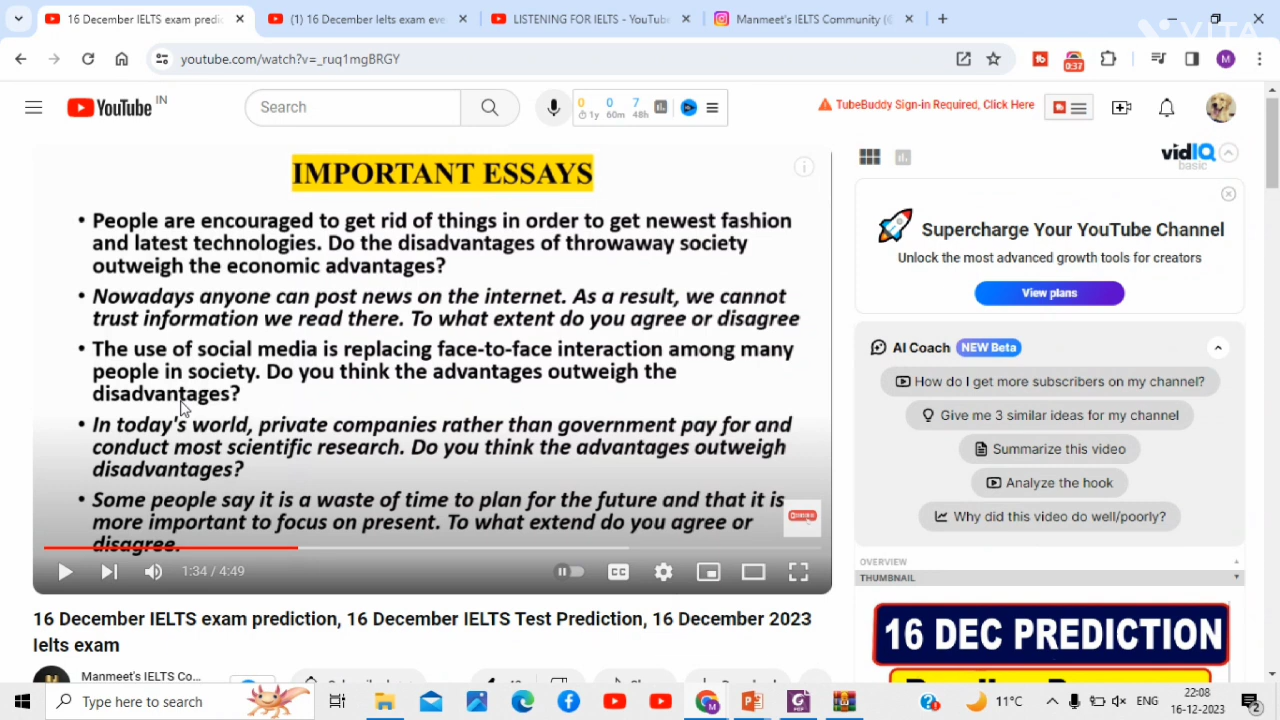 16 December IELTS exam predic
(1) 16 December Ielts exam eve
LISTENING FOR IELTS - YouTube
Manmeet's IELTS Community (
VITA
youtube.com/watch?v=_ruq1mgBRGY
0:37
M
YouTube IN
Search
0 0 7
1y 60m 48h
TubeBuddy Sign-in Required, Click Here
IMPORTANT ESSAYS
• People are encouraged to get rid of things in order to get newest fashion
and latest technologies. Do the disadvantages of throwaway society
outweigh the economic advantages?
• Nowadays anyone can post news on the internet. As a result, we cannot
trust information we read there. To what extent do you agree or disagree
• The use of social media is replacing face-to-face interaction among many
people in society. Do you think the advantages outweigh the
disadvantages?
• In today's world, private companies rather than government pay for and
conduct most scientific research. Do you think the advantages outweigh
disadvantages?
• Some people say it is a waste of time to plan for the future and that it is
more important to focus on present. To what extend do you agree or
disagree.
1:34 / 4:49
CC
16 December IELTS exam prediction, 16 December IELTS Test Prediction, 16 December 2023
Ielts exam
Manmeet's IELTS Co...
vidIQ
basic
Supercharge Your YouTube Channel
Unlock the most advanced growth tools for creators
View plans
AI Coach NEW Beta
How do I get more subscribers on my channel?
Give me 3 similar ideas for my channel
Summarize this video
Analyze the hook
Why did this video do well/poorly?
OVERVIEW
THUMBNAIL
16 DEC PREDICTION
Type here to search
11°C
ENG
22:08
16-12-2023
2